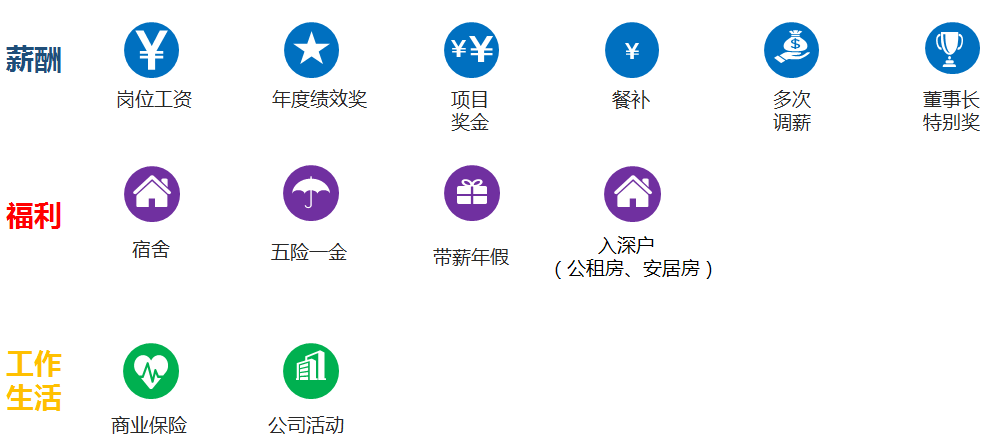 薪酬
岗位工资
年度绩效奖
项目
奖金
餐补
多次
调薪
董事长
特别奖
福利
宿舍
五险一金
带薪年假
入深户
（公租房、安居房）
工作
生活
商业保险
公司活动